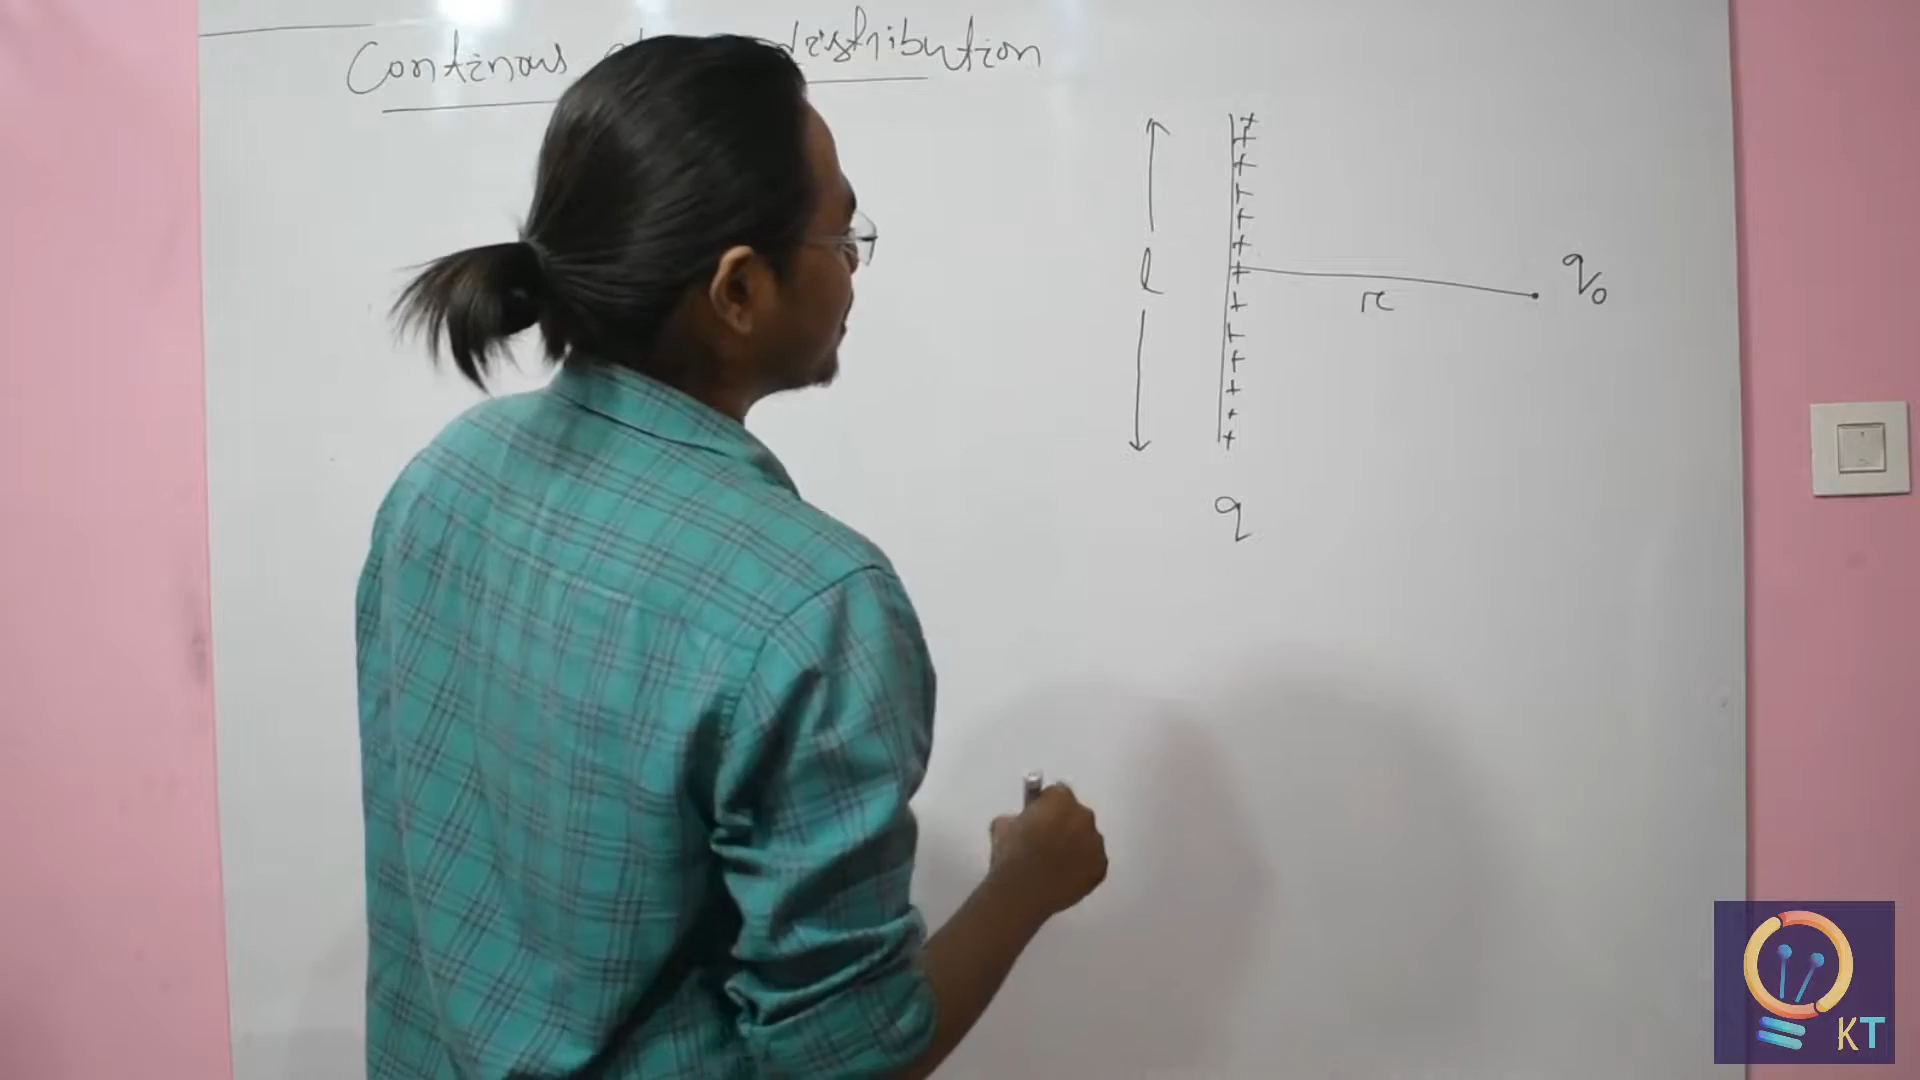 Continous distribution
l
r
q₀
q
KT